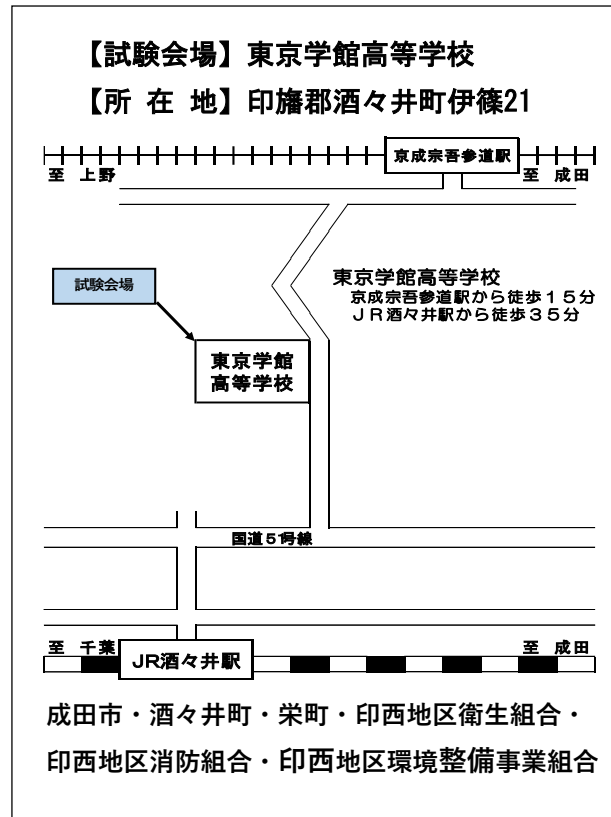 【試験会場】東京学館高等学校
【所 在 地】印旛郡酒々井町伊篠21
京成宗吾参道駅
至 上野
至 成田
試験会場
東京学館高等学校
京成宗吾参道駅から徒歩15分
JR酒々井駅から徒歩35分
東京学館
高等学校
国道51号線
至 千葉
至 成田
JR酒々井駅
成田市・酒々井町・栄町・印西地区衛生組合・
印西地区消防組合・印西地区環境整備事業組合